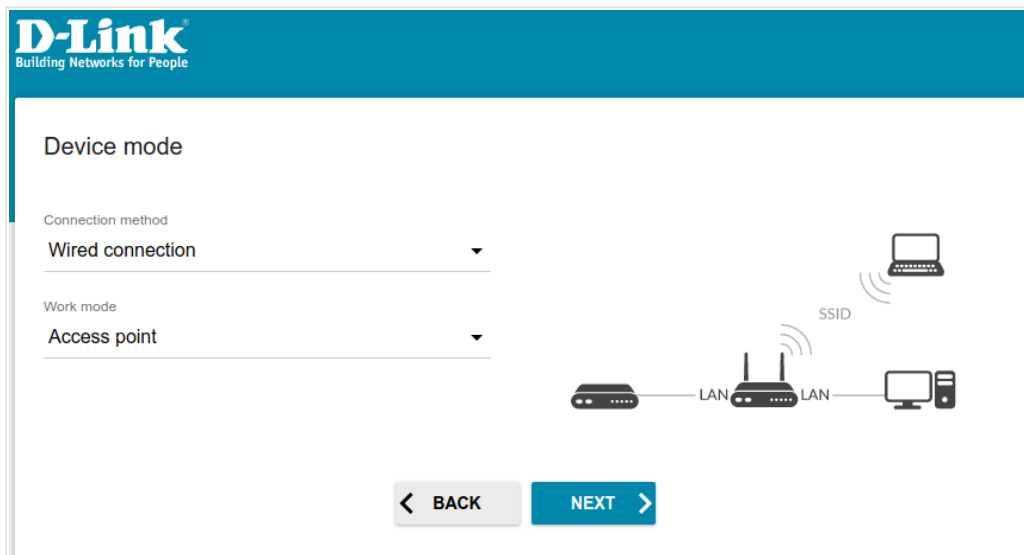 D-Link®
Building Networks for People
Device mode
Connection method
Wired connection
Work mode
Access point
SSID
LAN
LAN
BACK
NEXT